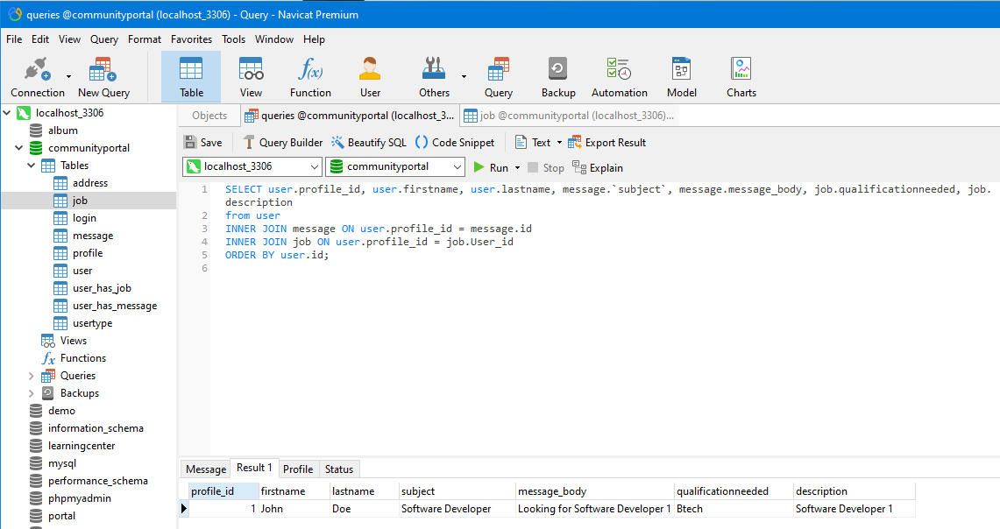 queries @communityportal (localhost_3306) - Query - Navicat Premium
File Edit View Query Format Favorites Tools Window Help
Connection New Query Table View Function User Others Query Backup Automation Model Charts
localhost_3306
album
communityportal
Tables
address
job
login
message
profile
user
user_has_job
user_has_message
usertype
Views
Functions
Queries
Backups
demo
information_schema
learningcenter
mysql
performance_schema
phpmyadmin
portal
Objects queries @communityportal (localhost_3... job @communityportal (localhost_3306)...
Save Query Builder Beautify SQL Code Snippet Text Export Result
localhost_3306 communityportal Run Stop Explain
1 SELECT user.profile_id, user.firstname, user.lastname, message.`subject`, message.message_body, job.qualificationneeded, job.
description
2 from user
3 INNER JOIN message ON user.profile_id = message.id
4 INNER JOIN job ON user.profile_id = job.User_id
5 ORDER BY user.id;
6
Message Result 1 Profile Status
profile_id firstname lastname subject message_body qualificationneeded description
1 John Doe Software Developer Looking for Software Developer 1 Btech Software Developer 1